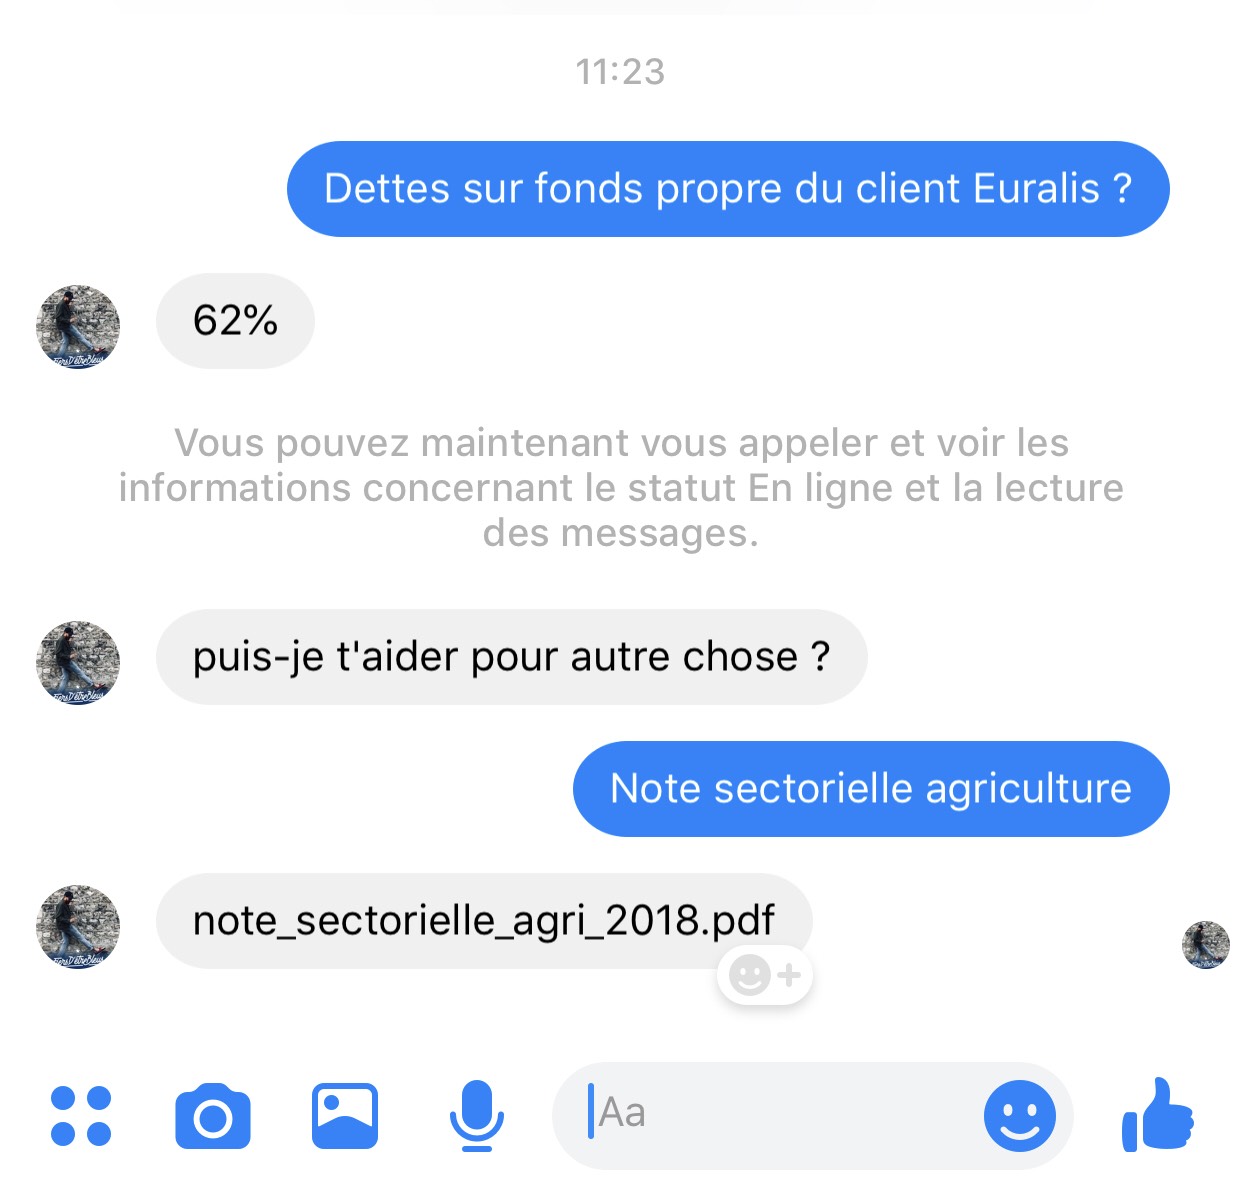 11:23
Dettes sur fonds propre du client Euralis ?
62%
Vous pouvez maintenant vous appeler et voir les
informations concernant le statut En ligne et la lecture
des messages.
puis-je t'aider pour autre chose ?
Note sectorielle agriculture
note_sectorielle_agri_2018.pdf
Aa